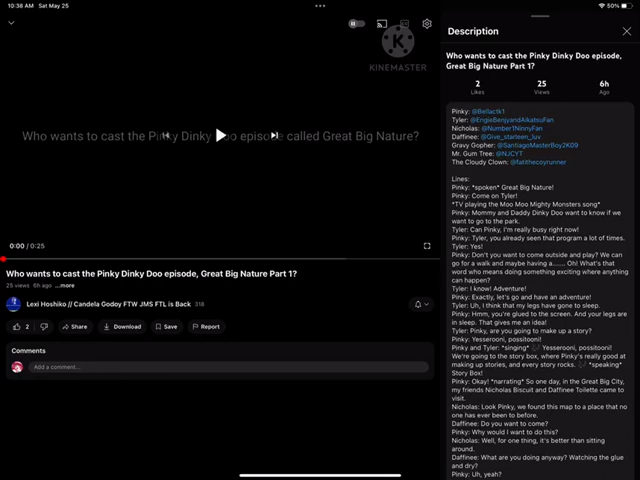 10:38 AM Sat May 25
50%
KINEMASTER
Who wants to cast the Pinky Dinky Doo episode called Great Big Nature?
0:00 / 0:25
Who wants to cast the Pinky Dinky Doo episode, Great Big Nature Part 1?
25 views 6h ago ...more
Lexi Hoshiko // Candela Godoy FTW JMS FTL is Back 318
2
Share
Download
Save
Report
Comments
Add a comment...
Description
Who wants to cast the Pinky Dinky Doo episode,
Great Big Nature Part 1?
2 25 6h
Likes Views Ago
Pinky: @Bellactk1
Tyler: @EngieBenjyandAikatsuFan
Nicholas: @Number1NinnyFan
Daffinee: @Give_starleen_luv
Gravy Gopher: @SantiagoMasterBoy2K09
Mr. Gum Tree: @NJCYT
The Cloudy Clown: @fatithecoyrunner
Lines:
Pinky: *spoken* Great Big Nature!
Pinky: Come on Tyler!
*TV playing the Moo Moo Mighty Monsters song*
Pinky: Mommy and Daddy Dinky Doo want to know if we
want to go to the park.
Tyler: Can Pinky, I'm really busy right now!
Pinky: Tyler, you already seen that program a lot of times.
Tyler: Yes!
Pinky: Don't you want to come outside and play? We can
go for a walk and maybe having a....... Oh! What's that
word who means doing something exciting where anything
can happen?
Tyler: I know! Adventure!
Pinky: Exactly, let's go and have an adventure!
Tyler: Uh, I think that my legs have gone to sleep.
Pinky: Hmm, you're glued to the screen. And your legs are
in sleep. That gives me an idea!
Tyler: Pinky, are you going to make up a story?
Pinky: Yesserooni, possitooni!
Pinky and Tyler: *singing* 🎶 Yesserooni, possitooni!
We're going to the story box, where Pinky's really good at
making up stories, and every story rocks. 🎶 *speaking*
Story Box!
Pinky: Okay! *narrating* So one day, in the Great Big City,
my friends Nicholas Biscuit and Daffinee Toilette came to
visit.
Nicholas: Look Pinky, we found this map to a place that no
one has ever been to before.
Daffinee: Do you want to come?
Pinky: Why would I want to do this?
Nicholas: Well, for one thing, it's better than sitting
around.
Daffinee: What are you doing anyway? Watching the glue
and dry?
Pinky: Uh, yeah?